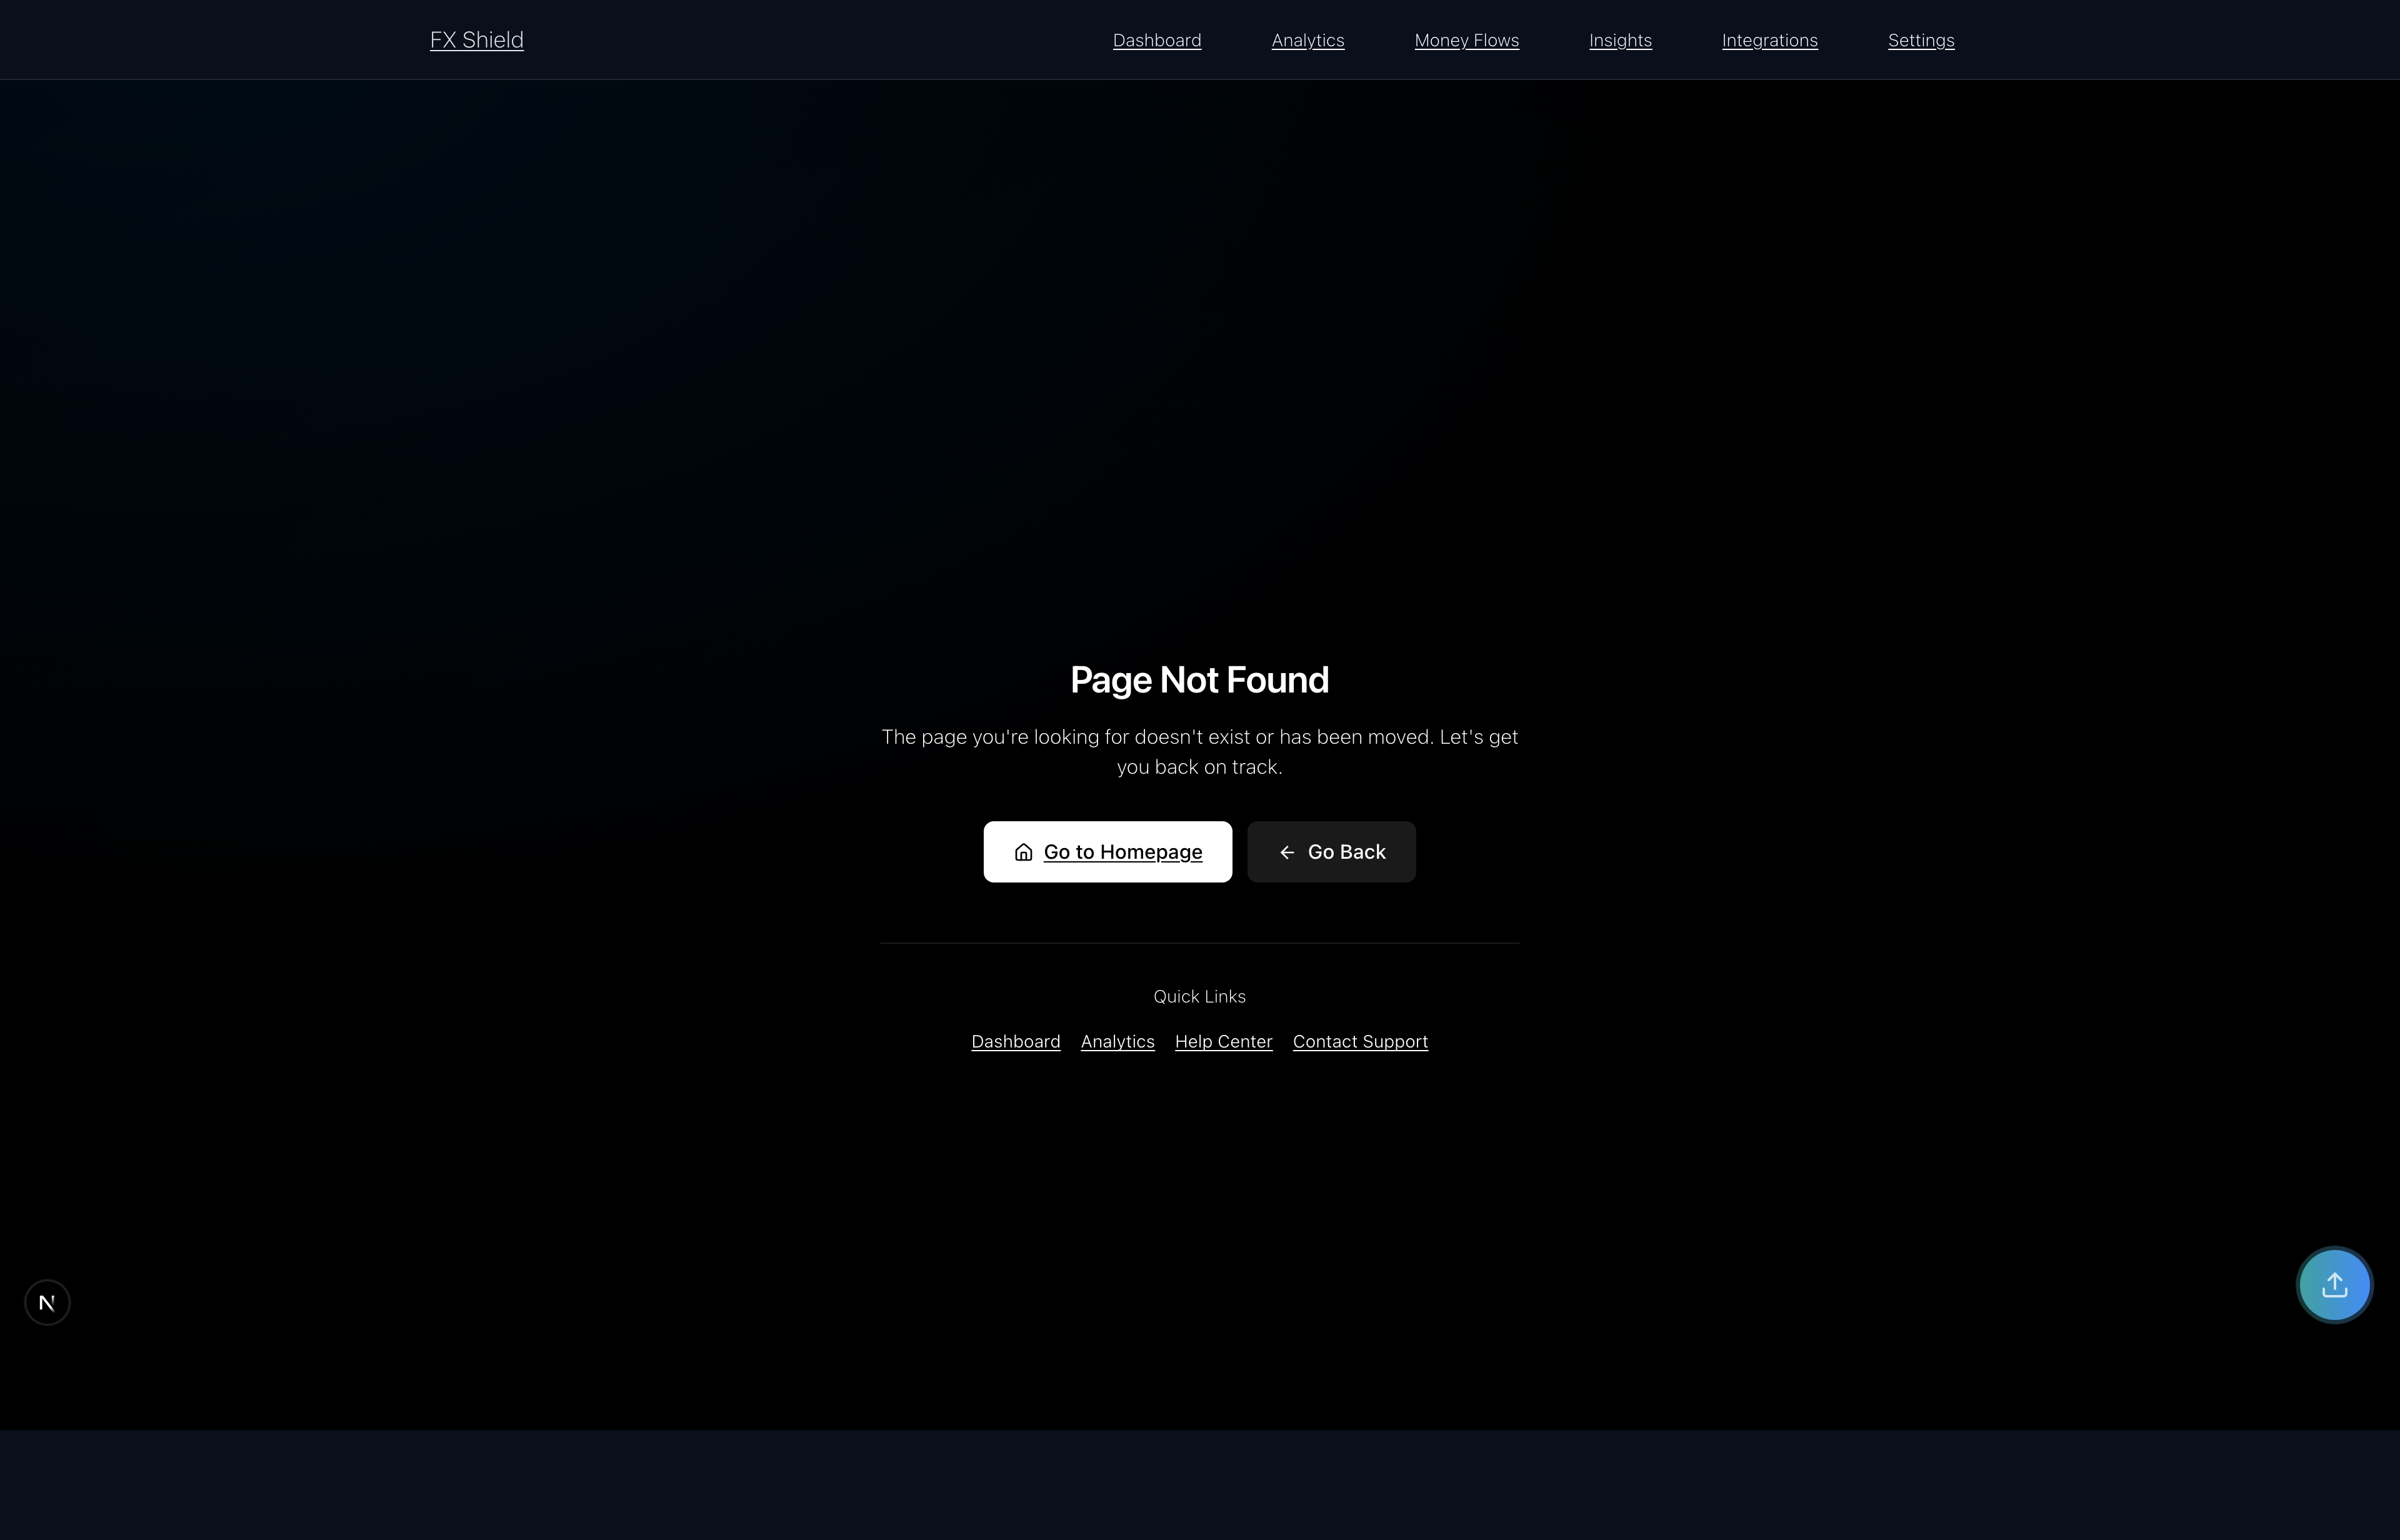 FX Shield
Dashboard Analytics Money Flows Insights Integrations Settings
Page Not Found
The page you're looking for doesn't exist or has been moved. Let's get
you back on track.
Go to Homepage
Go Back
Quick Links
Dashboard Analytics Help Center Contact Support
N